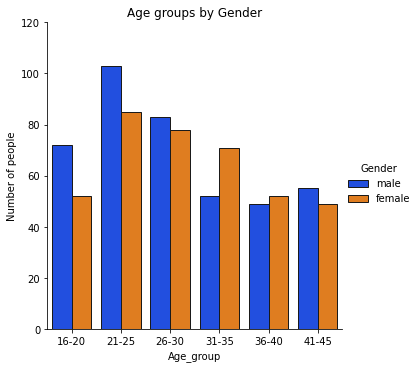 Age groups by Gender
120
100
80
60
40
20
0
Number of people
16-20 21-25 26-30 31-35 36-40 41-45
Age_group
Gender
male
female